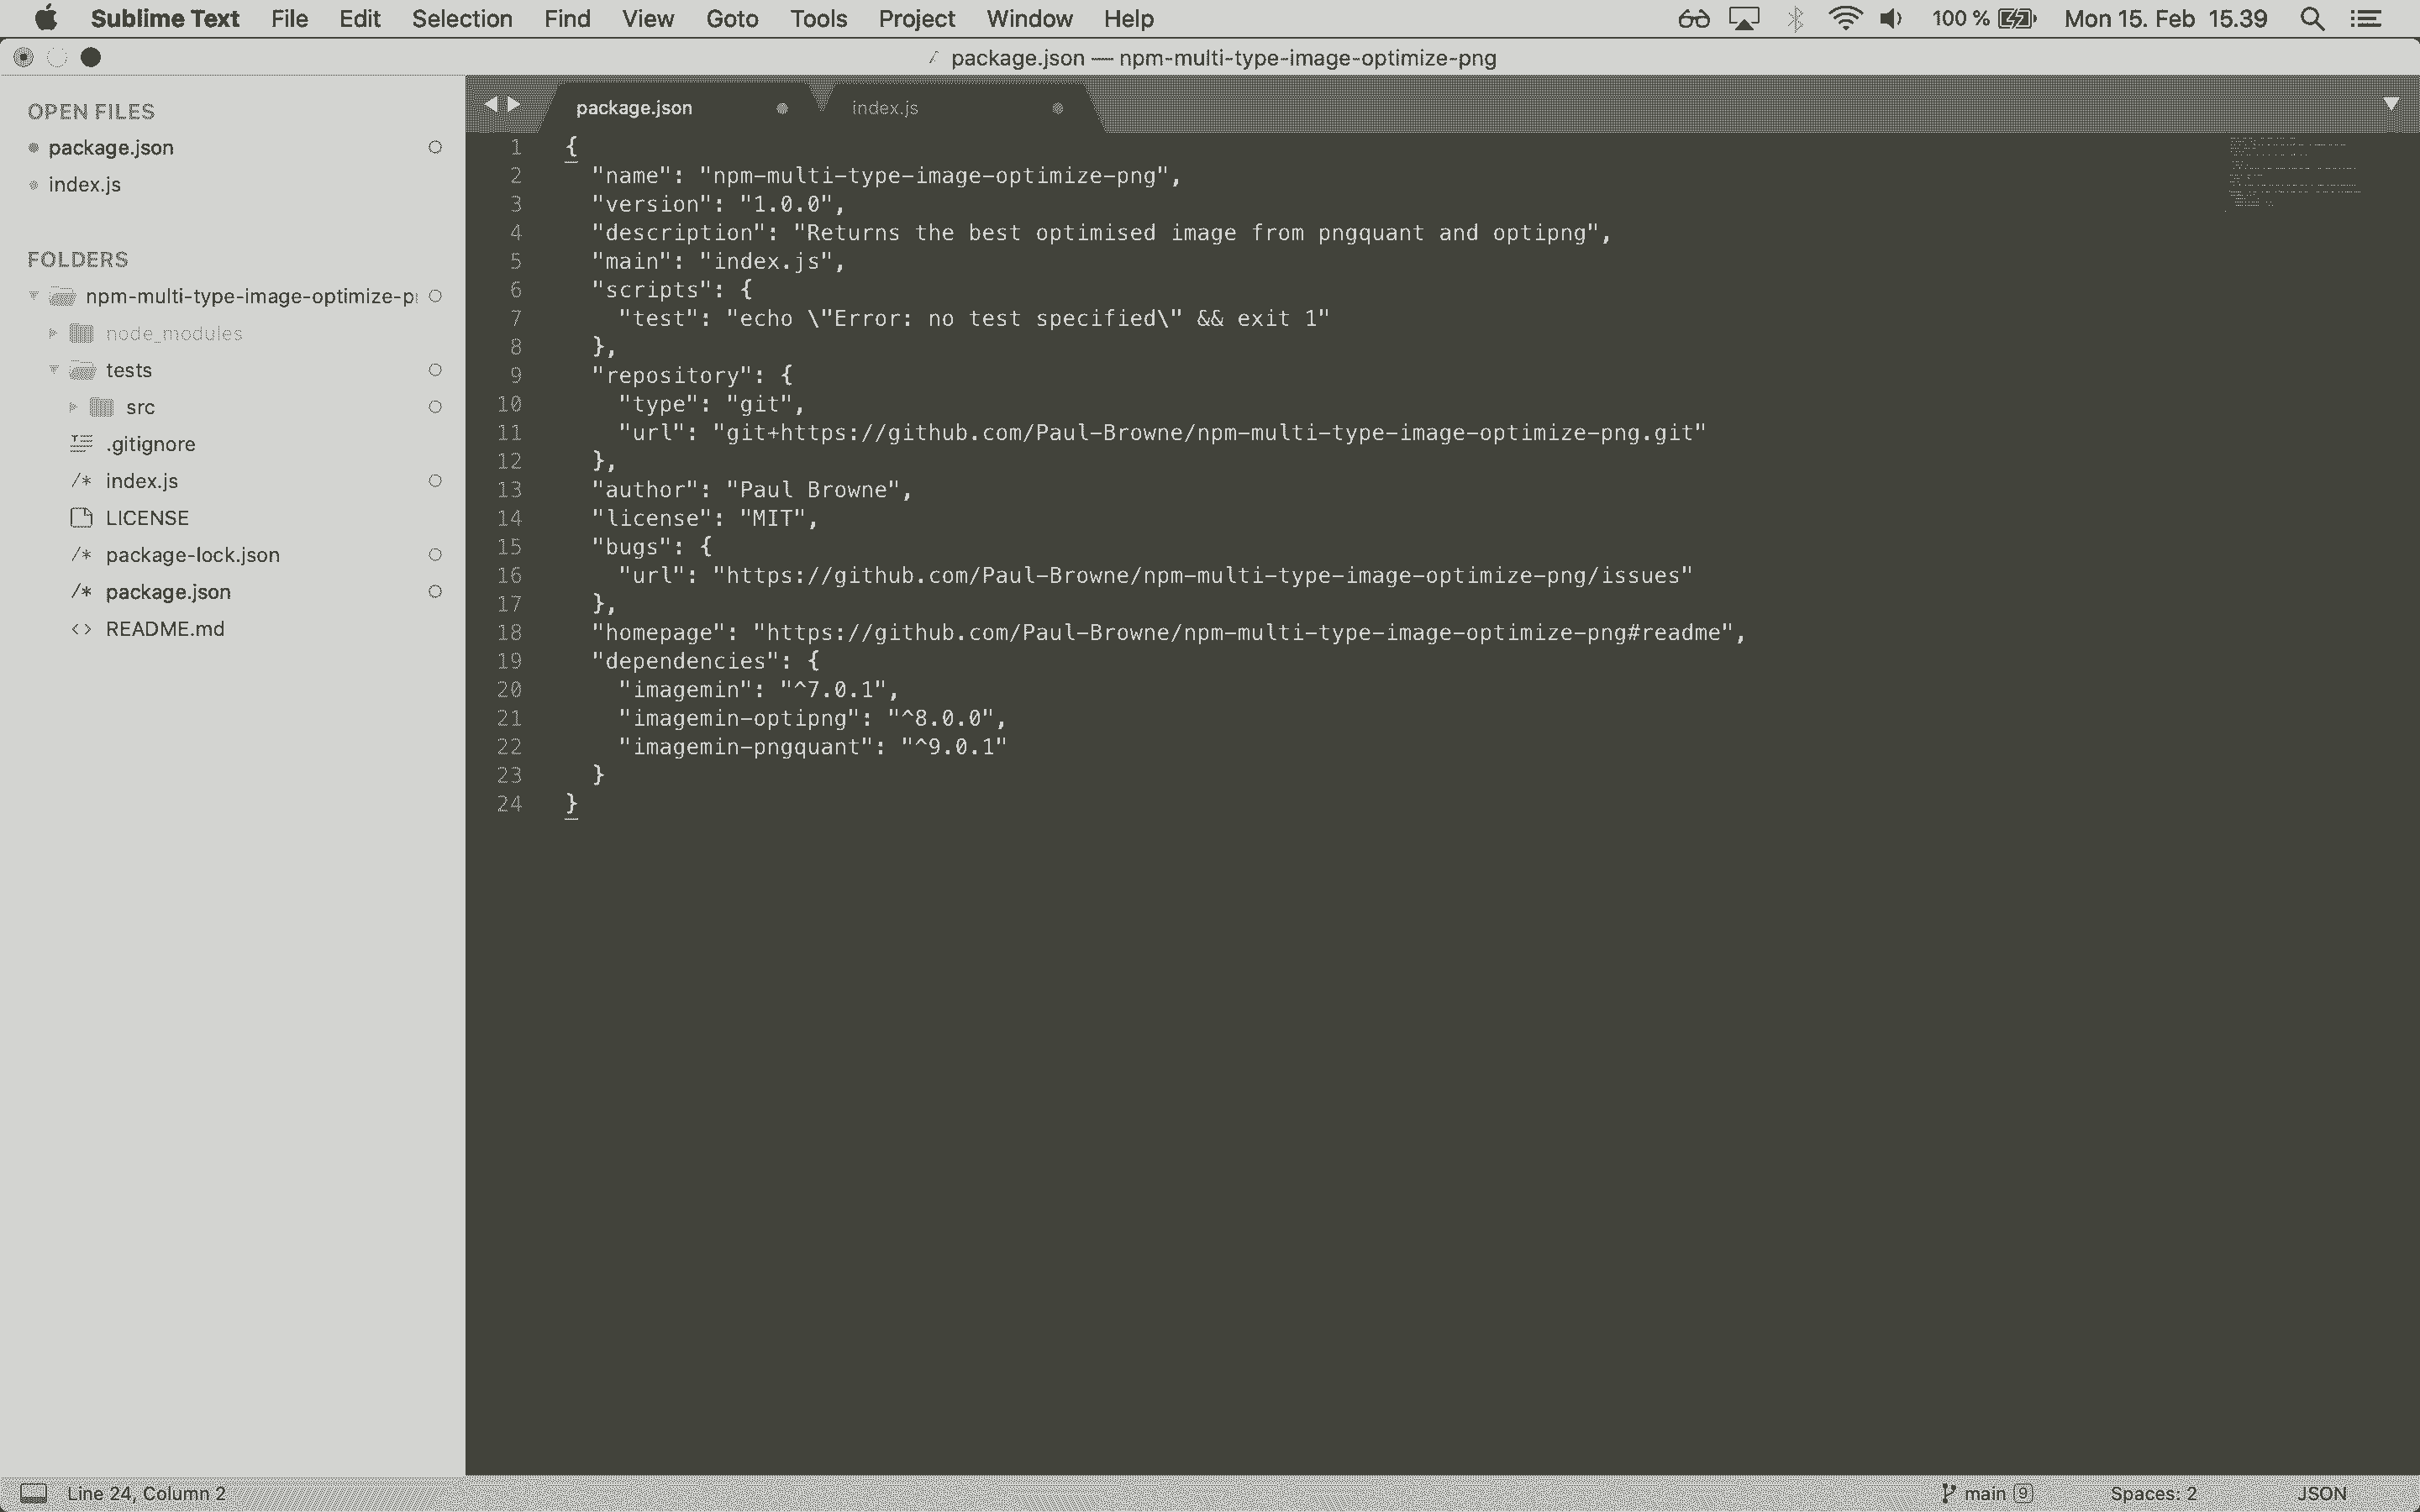 Sublime Text File Edit Selection Find View Goto Tools Project Window Help 100 % Mon 15. Feb 15.39
package.json — npm-multi-type-image-optimize-png
OPEN FILES
package.json
index.js
FOLDERS
npm-multi-type-image-optimize-p
node_modules
tests
src
.gitignore
/* index.js
LICENSE
/* package-lock.json
/* package.json
<> README.md
package.json index.js
1 {
2 "name": "npm-multi-type-image-optimize-png",
3 "version": "1.0.0",
4 "description": "Returns the best optimised image from pngquant and optipng",
5 "main": "index.js",
6 "scripts": {
7 "test": "echo \"Error: no test specified\" && exit 1"
8 },
9 "repository": {
10 "type": "git",
11 "url": "git+https://github.com/Paul-Browne/npm-multi-type-image-optimize-png.git"
12 },
13 "author": "Paul Browne",
14 "license": "MIT",
15 "bugs": {
16 "url": "https://github.com/Paul-Browne/npm-multi-type-image-optimize-png/issues"
17 },
18 "homepage": "https://github.com/Paul-Browne/npm-multi-type-image-optimize-png#readme",
19 "dependencies": {
20 "imagemin": "^7.0.1",
21 "imagemin-optipng": "^8.0.0",
22 "imagemin-pngquant": "^9.0.1"
23 }
24 }
Line 24, Column 2 main 9 Spaces: 2 JSON